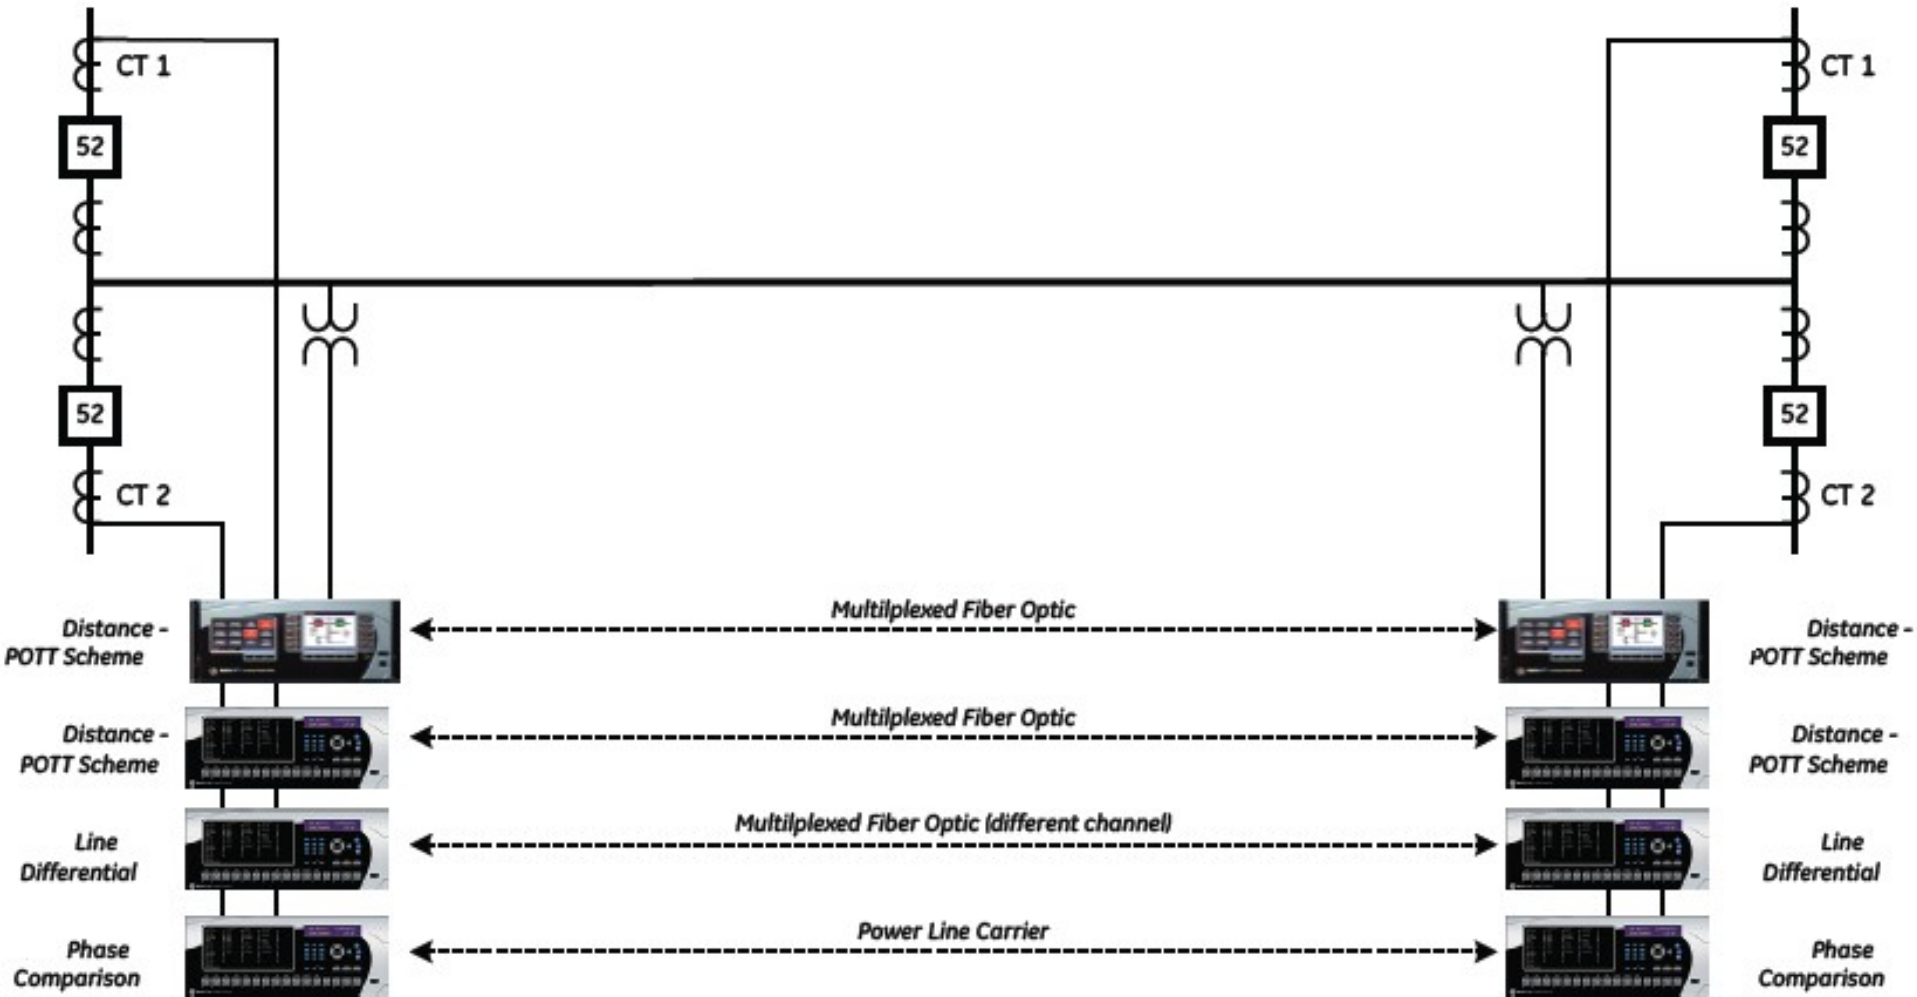 CT 1
CT 1
52
52
52
52
CT 2
CT 2
Distance -
POTT Scheme
Multilplexed Fiber Optic
Distance -
POTT Scheme
Distance -
POTT Scheme
Multilplexed Fiber Optic
Distance -
POTT Scheme
Line
Differential
Multilplexed Fiber Optic (different channel)
Line
Differential
Phase
Comparison
Power Line Carrier
Phase
Comparison